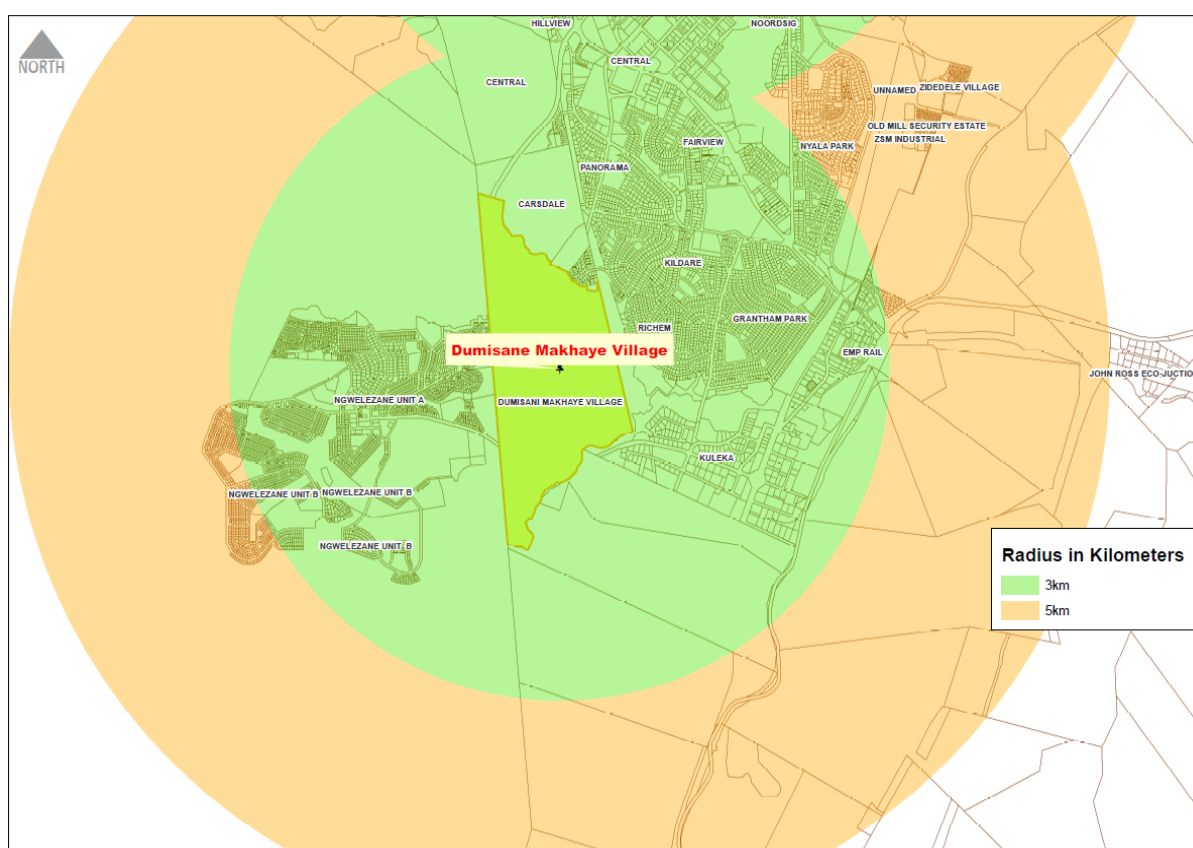 HILLVIEW
NOORDSIG
NORTH
CENTRAL
CENTRAL
UNNAMED
ZIDEDELE VILLAGE
OLD MILL SECURITY ESTATE
ZSM INDUSTRIAL
FAIRVIEW
NYALA PARK
PANORAMA
CARSDALE
KILDARE
GRANTHAM PARK
RICHEM
Dumisane Makhaye Village
EMP RAIL
JOHN ROSS ECO-JUCTIO
NGWELEZANE UNIT A
DUMISANI MAKHAYE VILLAGE
KULEKA
NGWELEZANE UNIT B
NGWELEZANE UNIT B
NGWELEZANE UNIT B
Radius in Kilometers
3km
5km